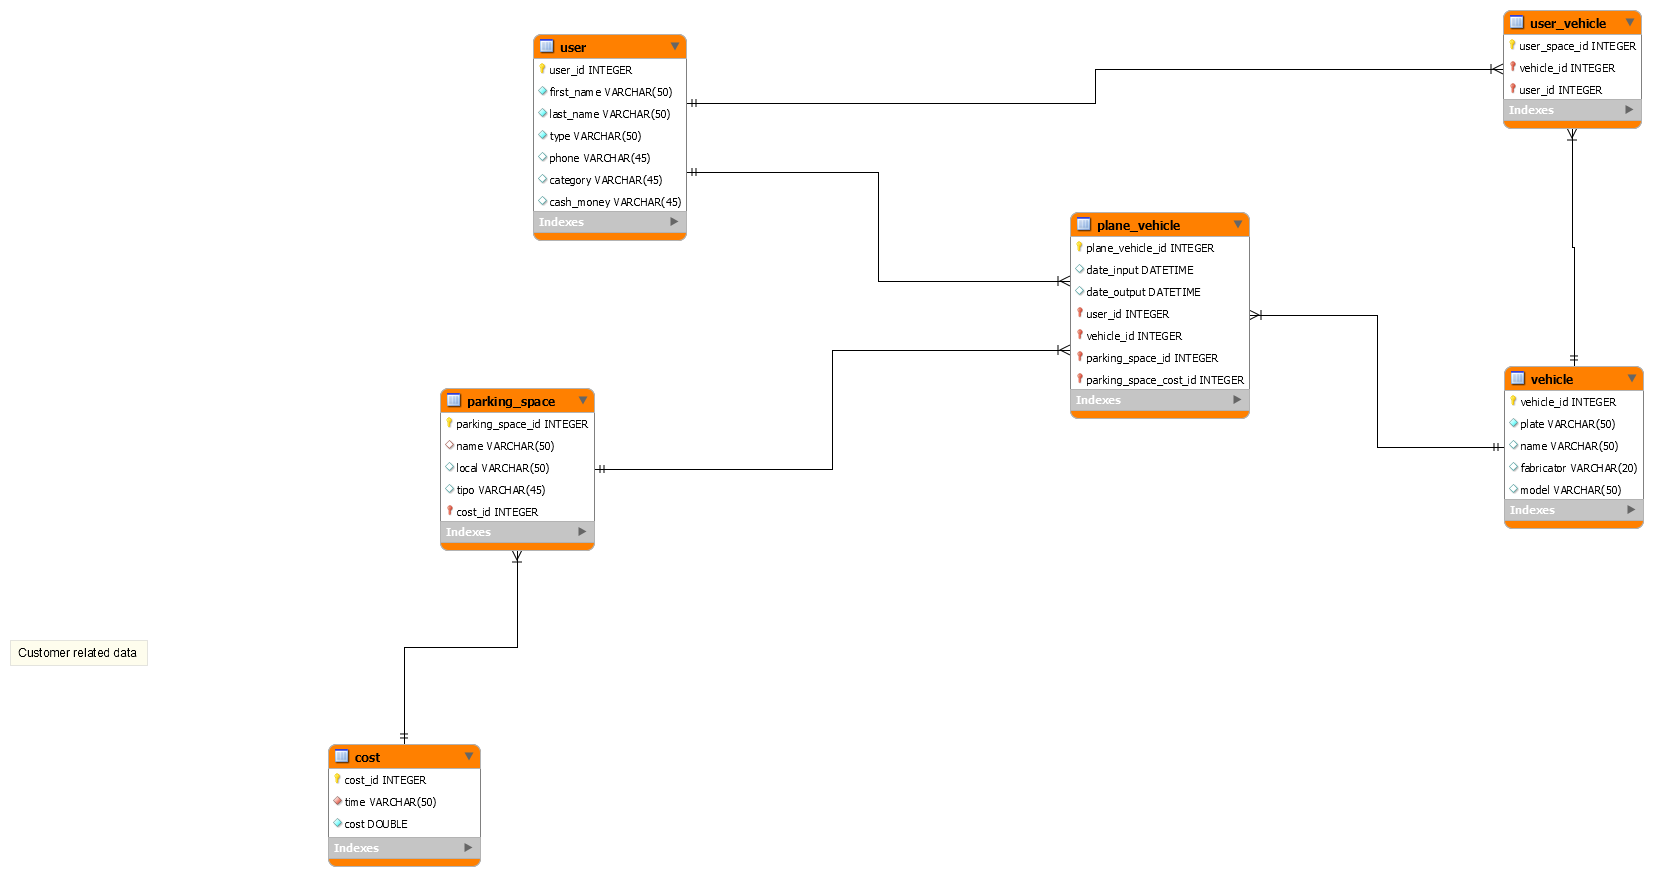 user
user_id INTEGER
first_name VARCHAR(50)
last_name VARCHAR(50)
type VARCHAR(50)
phone VARCHAR(45)
category VARCHAR(45)
cash_money VARCHAR(45)
Indexes
user_vehicle
user_space_id INTEGER
vehicle_id INTEGER
user_id INTEGER
Indexes
plane_vehicle
plane_vehicle_id INTEGER
date_input DATETIME
date_output DATETIME
user_id INTEGER
vehicle_id INTEGER
parking_space_id INTEGER
parking_space_cost_id INTEGER
Indexes
vehicle
vehicle_id INTEGER
plate VARCHAR(50)
name VARCHAR(50)
fabricator VARCHAR(20)
model VARCHAR(50)
Indexes
parking_space
parking_space_id INTEGER
name VARCHAR(50)
local VARCHAR(50)
tipo VARCHAR(45)
cost_id INTEGER
Indexes
Customer related data
cost
cost_id INTEGER
time VARCHAR(50)
cost DOUBLE
Indexes